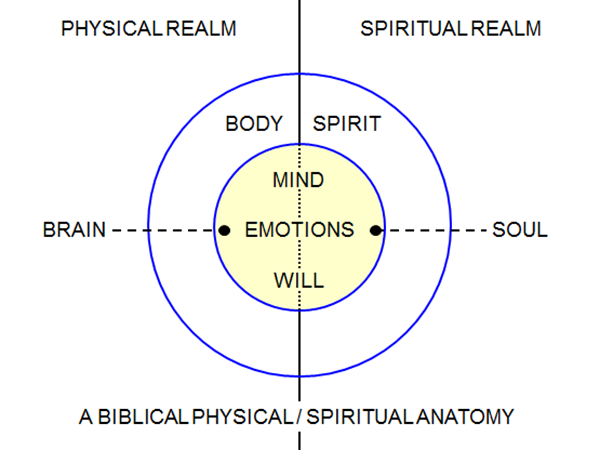 PHYSICAL REALM SPIRITUAL REALM
BODY SPIRIT
MIND
BRAIN EMOTIONS SOUL
WILL
A BIBLICAL PHYSICAL / SPIRITUAL ANATOMY